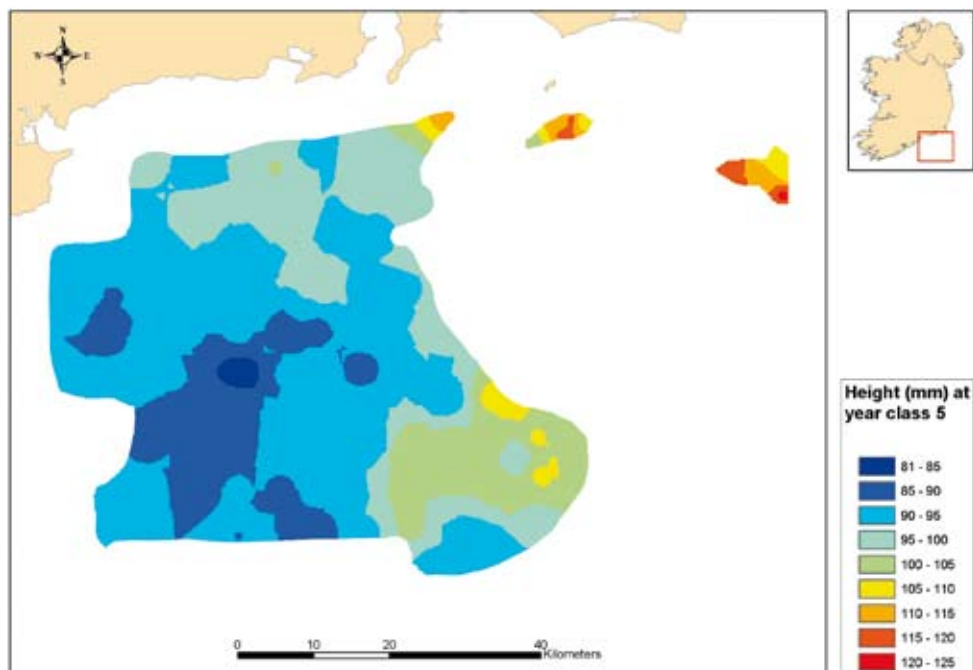 N
W E
S
Height (mm) at
year class 5
81 - 85
85 - 90
90 - 95
95 - 100
100 - 105
105 - 110
110 - 115
115 - 120
120 - 125
0 10 20 40
Kilometers